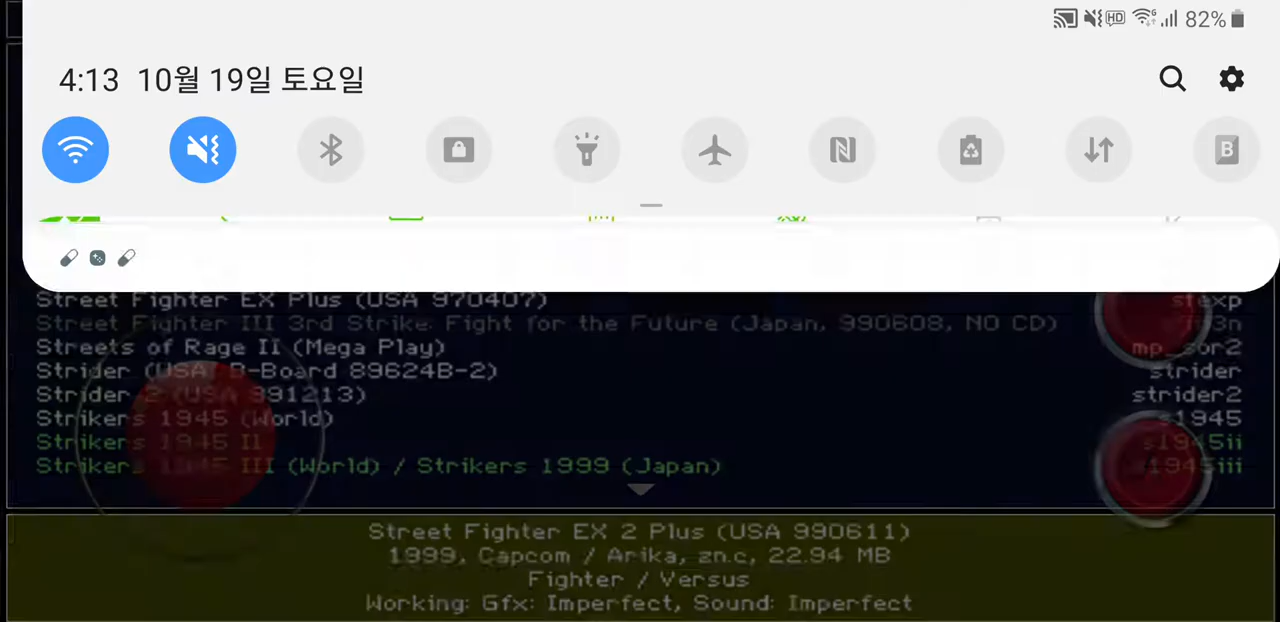 HD 82%
4:13 10월 19일 토요일
B
Street Fighter EX Plus (USA 970407) stexp
Street Fighter III 3rd Strike: Fight for the Future (Japan, 990608, NO CD)
Streets of Rage II (Mega Play) mp_sor2
Strider (USA, B-Board 89624B-2) strider
Strider 2 (USA 991213) strider2
Strikers 1945 (World) s1945
Strikers 1945 II s1945ii
Strikers 1945 III (World) / Strikers 1999 (Japan) s1945iii
Street Fighter EX 2 Plus (USA 990611)
1999, Capcom / Arika, zn.c, 22.94 MB
Fighter / Versus
Working: Gfx: Imperfect, Sound: Imperfect